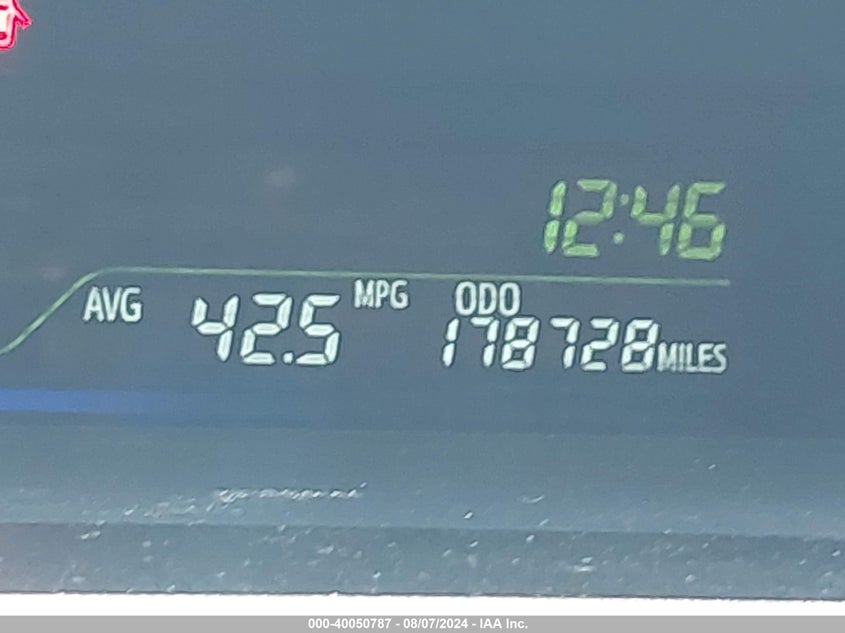 12:46
AVG 42.5 MPG ODO
178728 MILES
000-40050787 - 08/07/2024 - IAA Inc.